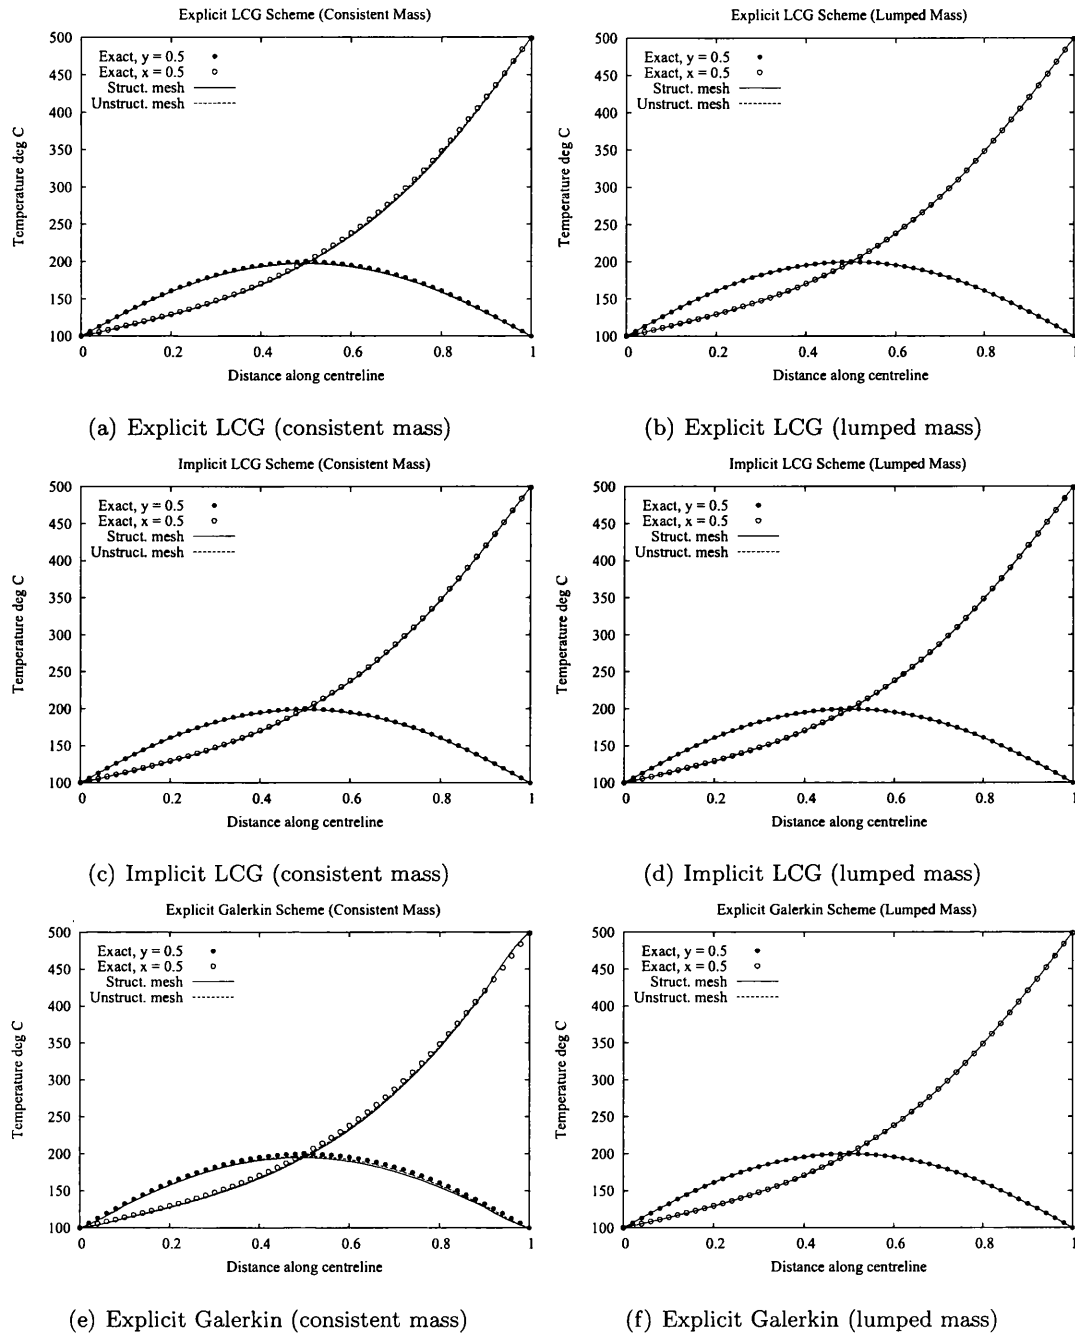 Explicit LCG Scheme (Consistent Mass)
500
450
400
350
300
250
200
150
100
Temperature deg C
Exact, y = 0.5
Exact, x = 0.5
Struct. mesh
Unstruct. mesh
0
0.2
0.4
0.6
0.8
1
Distance along centreline
(a) Explicit LCG (consistent mass)
Explicit LCG Scheme (Lumped Mass)
500
450
400
350
300
250
200
150
100
Temperature deg C
Exact, y = 0.5
Exact, x = 0.5
Struct. mesh
Unstruct. mesh
0
0.2
0.4
0.6
0.8
1
Distance along centreline
(b) Explicit LCG (lumped mass)
Implicit LCG Scheme (Consistent Mass)
500
450
400
350
300
250
200
150
100
Temperature deg C
Exact, y = 0.5
Exact, x = 0.5
Struct. mesh
Unstruct. mesh
0
0.2
0.4
0.6
0.8
1
Distance along centreline
(c) Implicit LCG (consistent mass)
Implicit LCG Scheme (Lumped Mass)
500
450
400
350
300
250
200
150
100
Temperature deg C
Exact, y = 0.5
Exact, x = 0.5
Struct. mesh
Unstruct. mesh
0
0.2
0.4
0.6
0.8
1
Distance along centreline
(d) Implicit LCG (lumped mass)
Explicit Galerkin Scheme (Consistent Mass)
500
450
400
350
300
250
200
150
100
Temperature deg C
Exact, y = 0.5
Exact, x = 0.5
Struct. mesh
Unstruct. mesh
0
0.2
0.4
0.6
0.8
1
Distance along centreline
(e) Explicit Galerkin (consistent mass)
Explicit Galerkin Scheme (Lumped Mass)
500
450
400
350
300
250
200
150
100
Temperature deg C
Exact, y = 0.5
Exact, x = 0.5
Struct. mesh
Unstruct. mesh
0
0.2
0.4
0.6
0.8
1
Distance along centreline
(f) Explicit Galerkin (lumped mass)